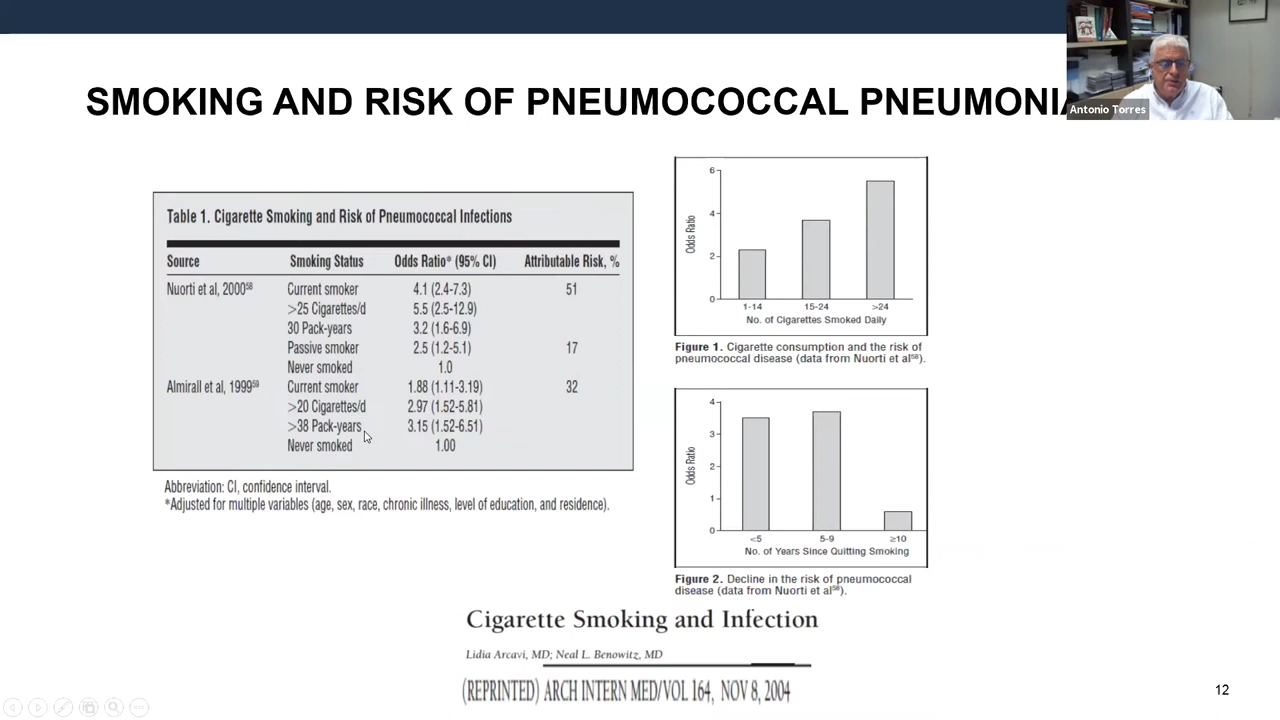 SMOKING AND RISK OF PNEUMOCOCCAL PNEUMONIA
Antonio Torres
Table 1. Cigarette Smoking and Risk of Pneumococcal Infections
Source Smoking Status Odds Ratio* (95% CI) Attributable Risk, %
Nuorti et al, 2000⁵⁸ Current smoker 4.1 (2.4-7.3) 51
>25 Cigarettes/d 5.5 (2.5-12.9)
30 Pack-years 3.2 (1.6-6.9)
Passive smoker 2.5 (1.2-5.1) 17
Never smoked 1.0
Almirall et al, 1999⁵⁹ Current smoker 1.88 (1.11-3.19) 32
>20 Cigarettes/d 2.97 (1.52-5.81)
>38 Pack-years 3.15 (1.52-6.51)
Never smoked 1.00
Abbreviation: CI, confidence interval.
*Adjusted for multiple variables (age, sex, race, chronic illness, level of education, and residence).
6
4
2
0
Odds Ratio
1-14 15-24 >24
No. of Cigarettes Smoked Daily
Figure 1. Cigarette consumption and the risk of
pneumococcal disease (data from Nuorti et al⁵⁸).
4
3
2
1
0
Odds Ratio
<5 5-9 ≥10
No. of Years Since Quitting Smoking
Figure 2. Decline in the risk of pneumococcal
disease (data from Nuorti et al⁵⁸).
Cigarette Smoking and Infection
Lidia Arcavi, MD; Neal L. Benowitz, MD
(REPRINTED) ARCH INTERN MED/VOL 164, NOV 8, 2004
12